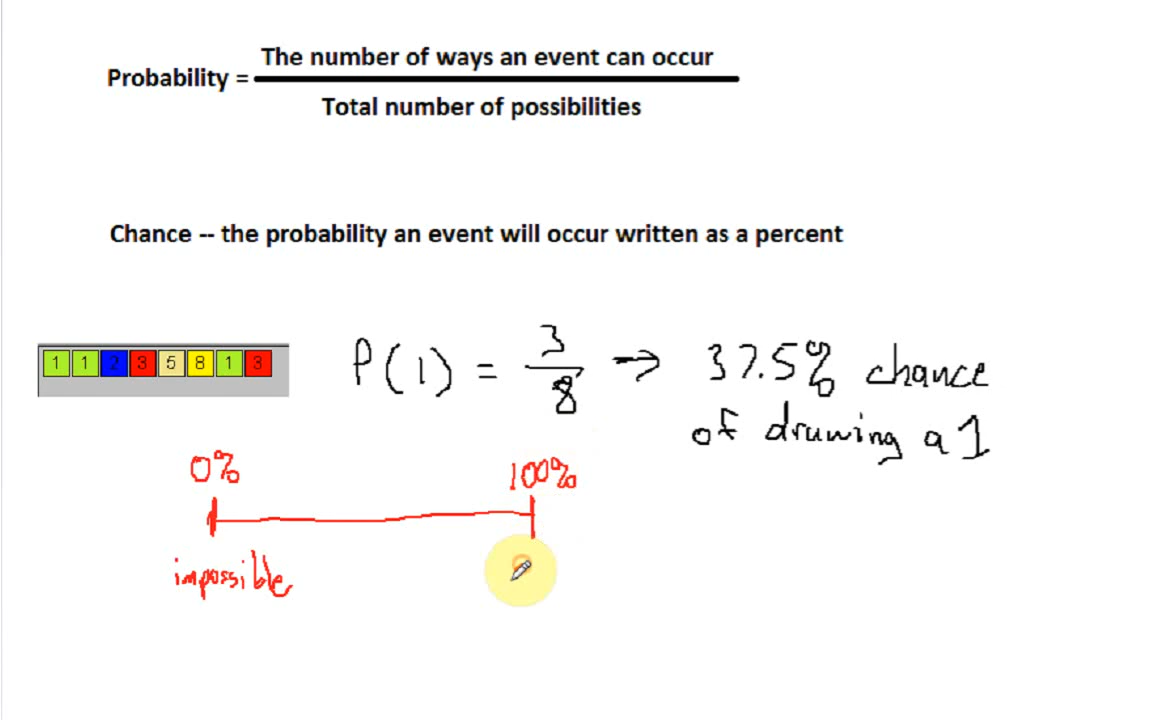 The number of ways an event can occur
Probability =
Total number of possibilities
Chance -- the probability an event will occur written as a percent
1 1 2 3 5 8 1 3
P(1) = 3/8 → 37.5% chance
of drawing a 1
0% 100%
impossible